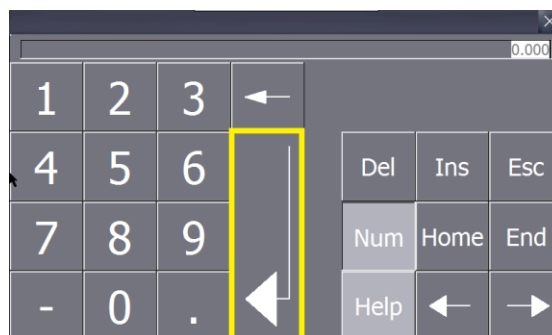 0.000
1 2 3
4 5 6 Del Ins Esc
7 8 9 Num Home End
- 0 . Help